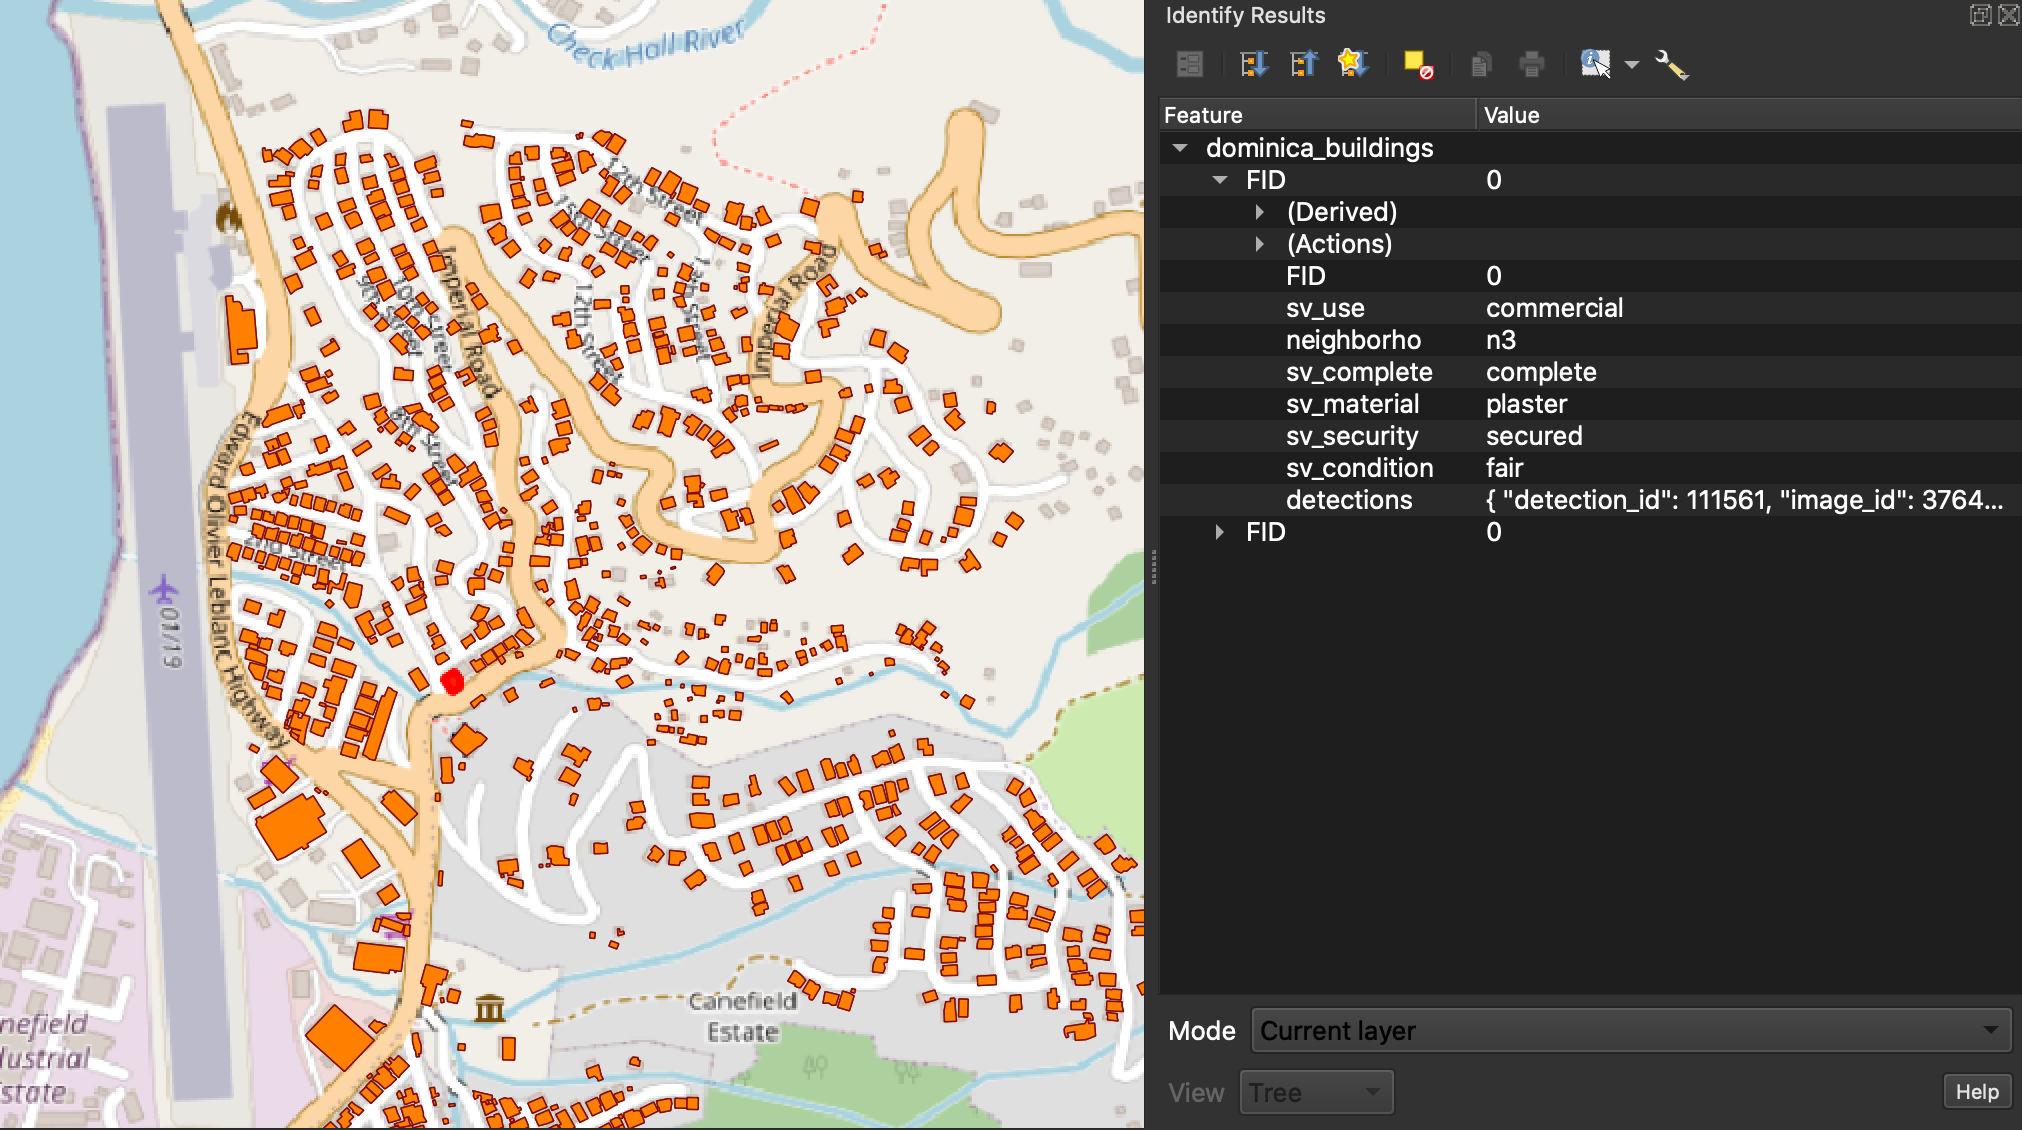 Check Hall River
12th Street
13th Street
14th Street
12th street
Imperial Road
Imperial Road
10th street
9th street
8th street
2nd Street
Edward Olivier Leblanc Highway
01/19
Canefield
Estate
nefield
dustrial
state
Identify Results
Feature
Value
dominica_buildings
FID 0
(Derived)
(Actions)
FID 0
sv_use commercial
neighborho n3
sv_complete complete
sv_material plaster
sv_security secured
sv_condition fair
detections { "detection_id": 111561, "image_id": 3764...
FID 0
Mode Current layer
View Tree
Help